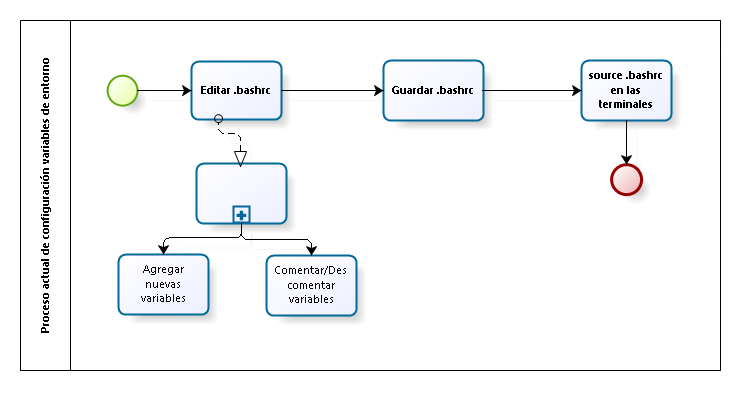 Proceso actual de configuración variables de entorno
Editar .bashrc
Guardar .bashrc
source .bashrc
en las
terminales
Agregar
nuevas
variables
Comentar/Des
comentar
variables